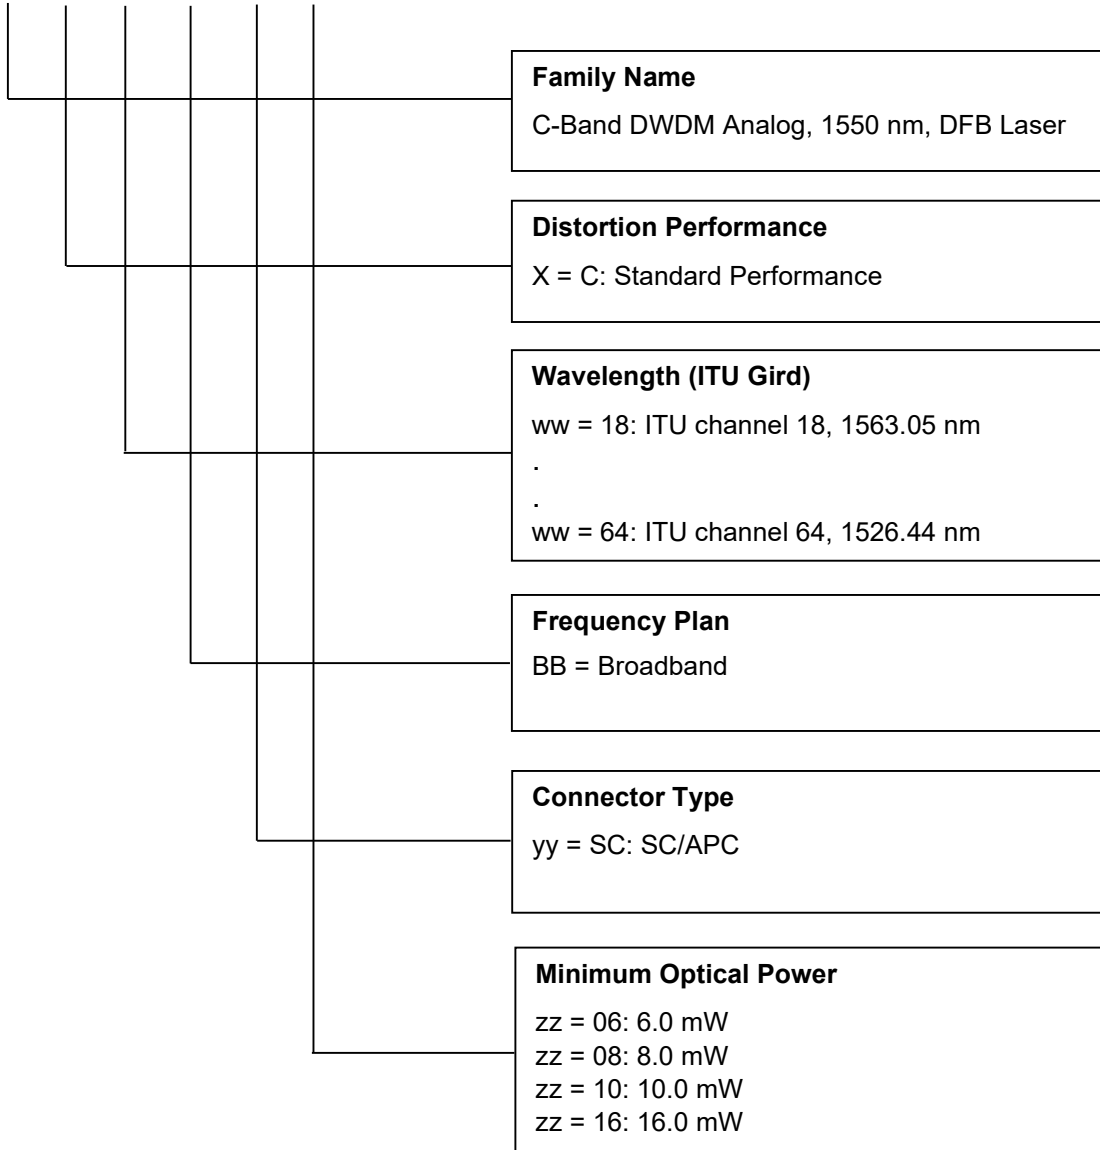 Family Name
C-Band DWDM Analog, 1550 nm, DFB Laser
Distortion Performance
X = C: Standard Performance
Wavelength (ITU Gird)
ww = 18: ITU channel 18, 1563.05 nm
.
.
ww = 64: ITU channel 64, 1526.44 nm
Frequency Plan
BB = Broadband
Connector Type
yy = SC: SC/APC
Minimum Optical Power
zz = 06: 6.0 mW
zz = 08: 8.0 mW
zz = 10: 10.0 mW
zz = 16: 16.0 mW